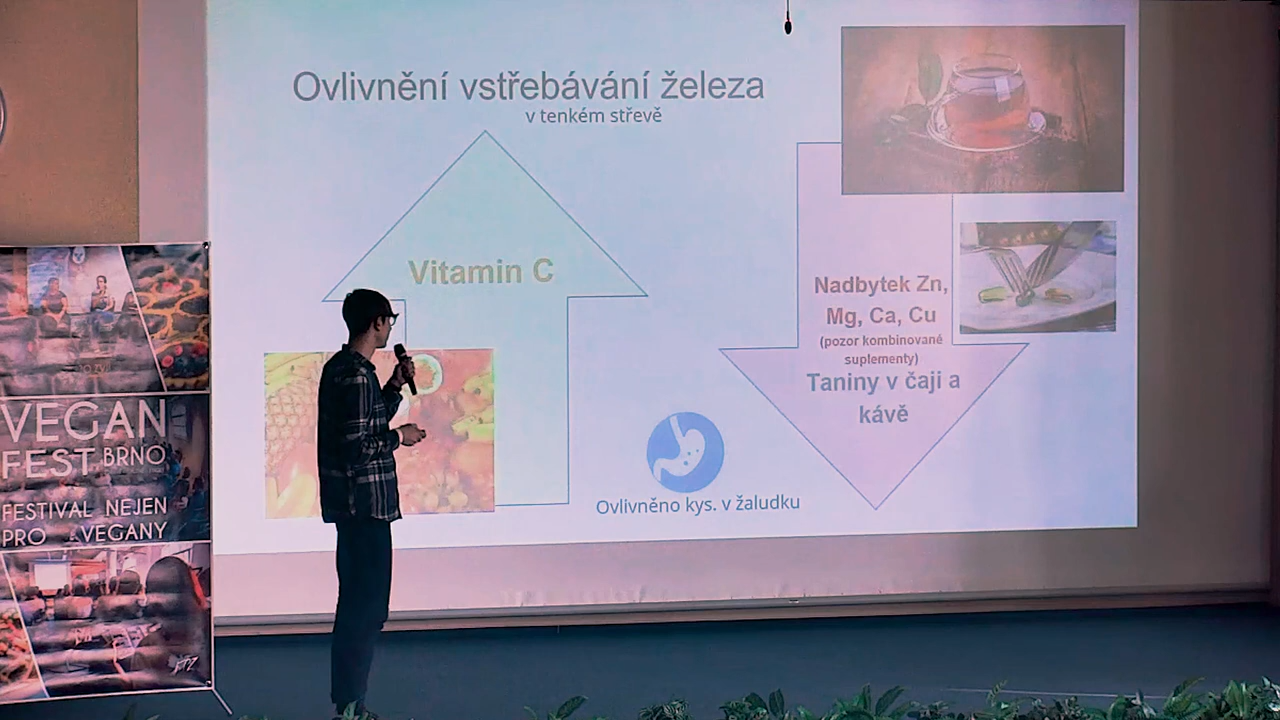 Ovlivnění vstřebávání železa
v tenkém střevě
Vitamin C
Nadbytek Zn,
Mg, Ca, Cu
(pozor kombinované
suplementy)
Taniny v čaji a
kávě
Ovlivněno kys. v žaludku
VEGAN
FEST BRNO
FESTIVAL NEJEN
PRO VEGANY